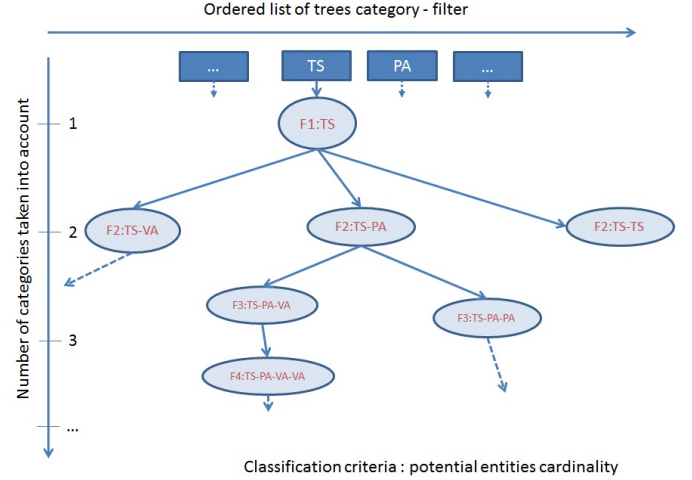 Ordered list of trees category - filter
...
TS
PA
...
Number of categories taken into account
1
F1:TS
2
F2:TS-VA
F2:TS-PA
F2:TS-TS
F3:TS-PA-VA
F3:TS-PA-PA
3
F4:TS-PA-VA-VA
...
Classification criteria : potential entities cardinality